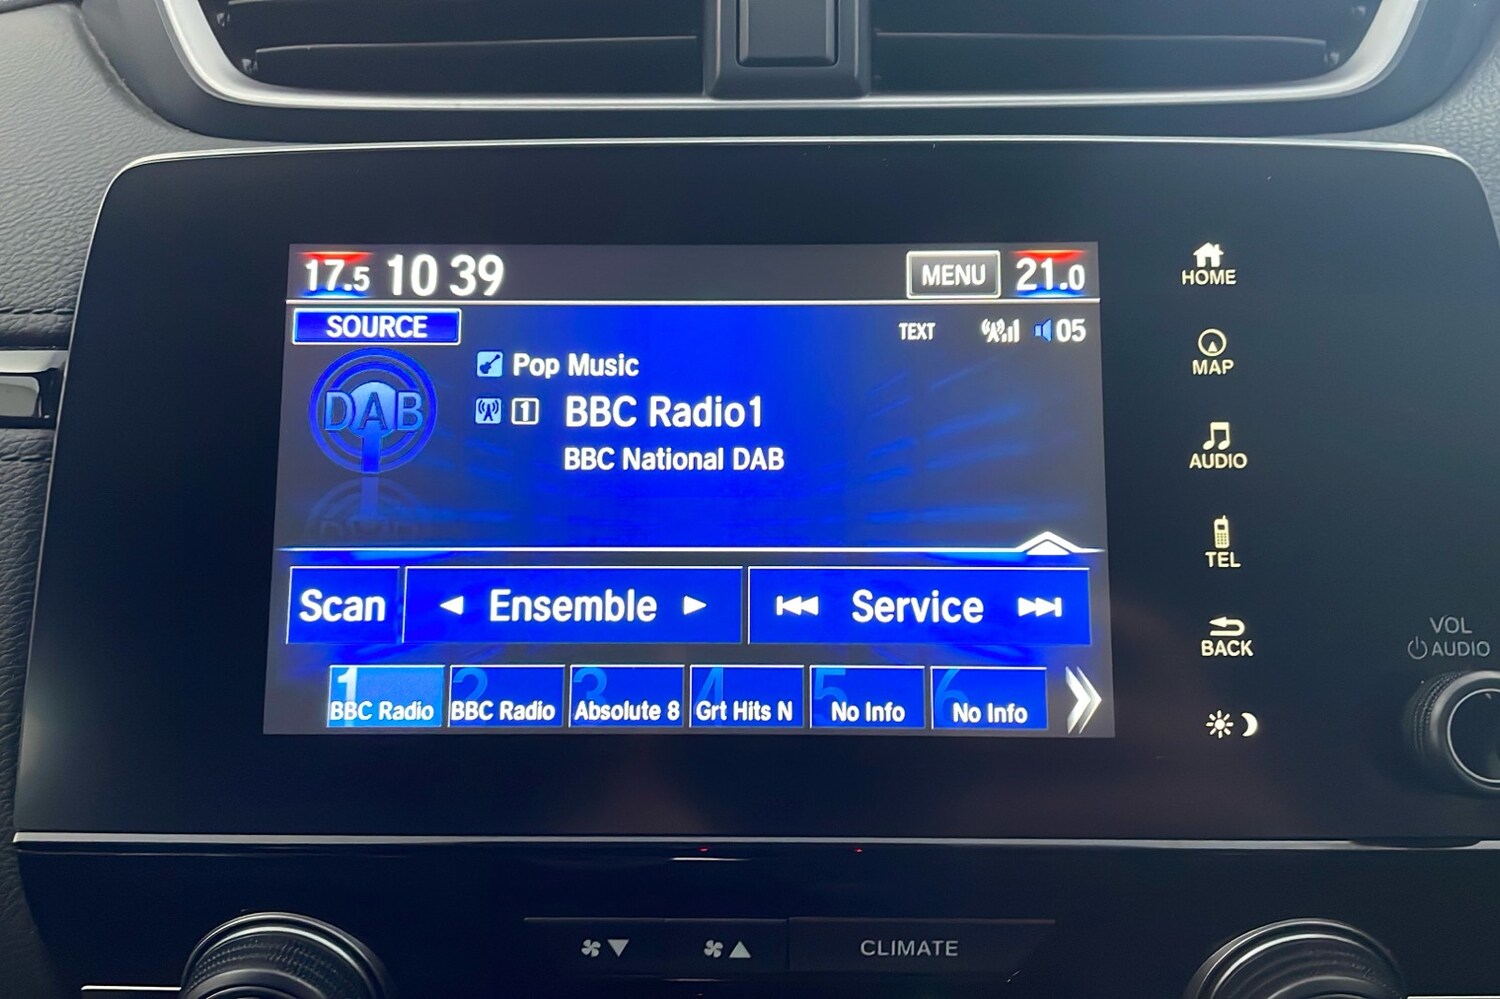 17.5 10 39 MENU 21.0
SOURCE TEXT 05
Pop Music
DAB 1 BBC Radio1
BBC National DAB
Scan Ensemble Service
1 BBC Radio 2 BBC Radio 3 Absolute 8 4 Grt Hits N 5 No Info 6 No Info
HOME
MAP
AUDIO
TEL
BACK
VOL
AUDIO
CLIMATE